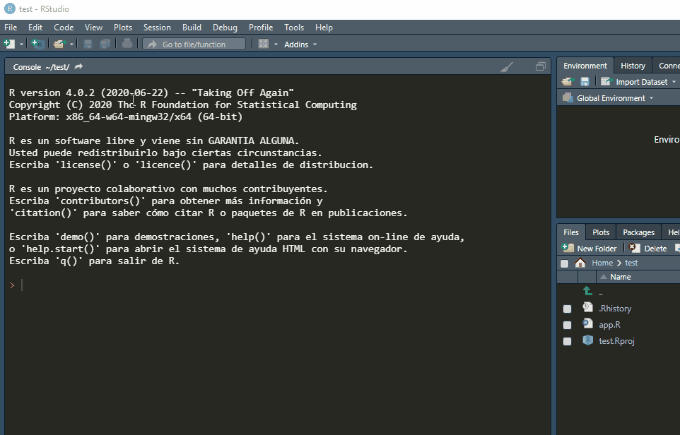 test - RStudio
File Edit Code View Plots Session Build Debug Profile Tools Help
Go to file/function Addins
Console ~/test/
R version 4.0.2 (2020-06-22) -- "Taking Off Again"
Copyright (C) 2020 The R Foundation for Statistical Computing
Platform: x86_64-w64-mingw32/x64 (64-bit)
R es un software libre y viene sin GARANTIA ALGUNA.
Usted puede redistribuirlo bajo ciertas circunstancias.
Escriba 'license()' o 'licence()' para detalles de distribucion.
R es un proyecto colaborativo con muchos contribuyentes.
Escriba 'contributors()' para obtener más información y
'citation()' para saber cómo citar R o paquetes de R en publicaciones.
Escriba 'demo()' para demostraciones, 'help()' para el sistema on-line de ayuda,
o 'help.start()' para abrir el sistema de ayuda HTML con su navegador.
Escriba 'q()' para salir de R.
>
Environment History Conne
Import Dataset
Global Environment
Enviro
Files Plots Packages Hel
New Folder Delete
Home > test
Name
..
.Rhistory
app.R
test.Rproj